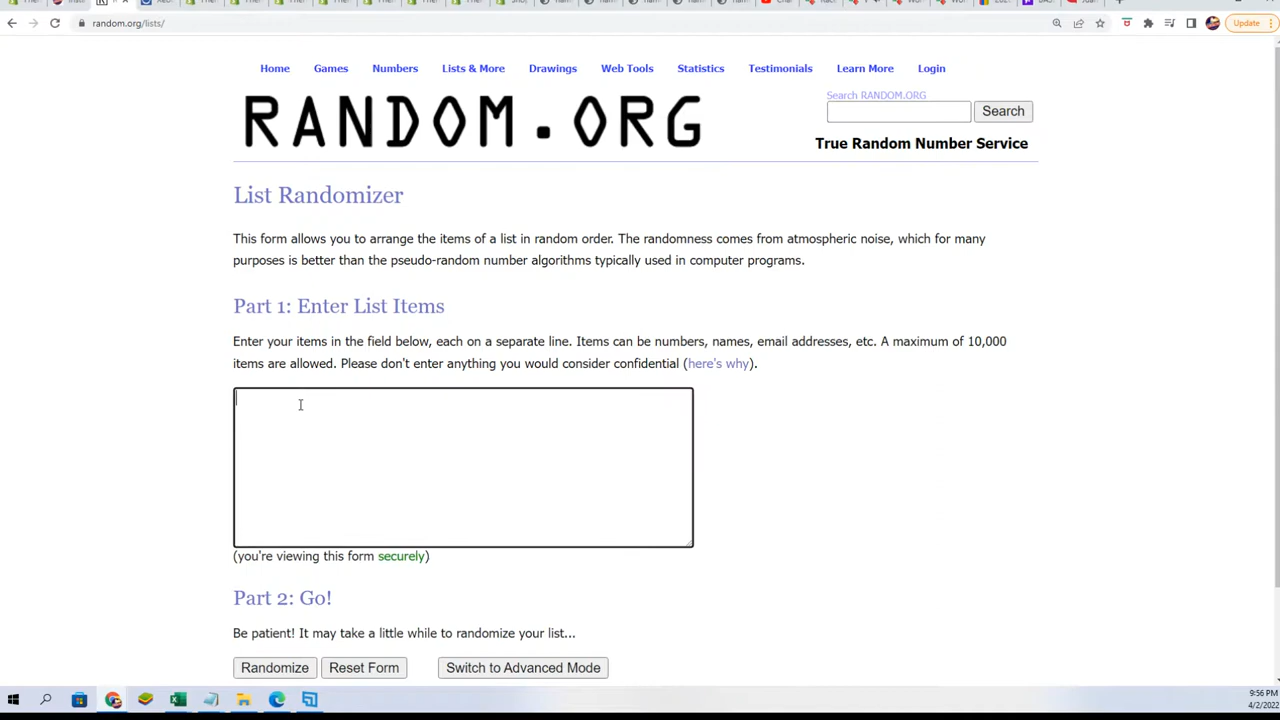 random.org/lists/
Update
Home Games Numbers Lists & More Drawings Web Tools Statistics Testimonials Learn More Login
RANDOM.ORG
Search RANDOM.ORG
Search
True Random Number Service
List Randomizer
This form allows you to arrange the items of a list in random order. The randomness comes from atmospheric noise, which for many
purposes is better than the pseudo-random number algorithms typically used in computer programs.
Part 1: Enter List Items
Enter your items in the field below, each on a separate line. Items can be numbers, names, email addresses, etc. A maximum of 10,000
items are allowed. Please don't enter anything you would consider confidential (here's why).
(you're viewing this form securely)
Part 2: Go!
Be patient! It may take a little while to randomize your list...
Randomize Reset Form Switch to Advanced Mode
9:56 PM
4/2/2022